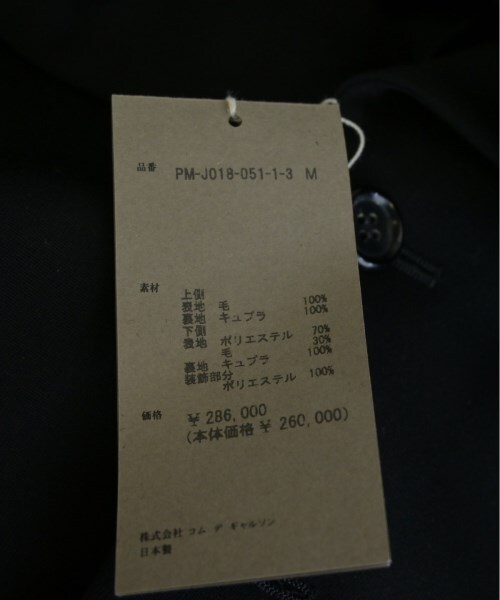 品番 PM-J018-051-1-3 M
素材 上側
表地 毛 100%
裏地 キュプラ 100%
下側
表地 ポリエステル 70%
毛 30%
裏地 キュプラ 100%
装飾部分
ポリエステル 100%
価格 ¥ 286,000
(本体価格 ¥ 260,000)
株式会社 コム デ ギャルソン
日本製